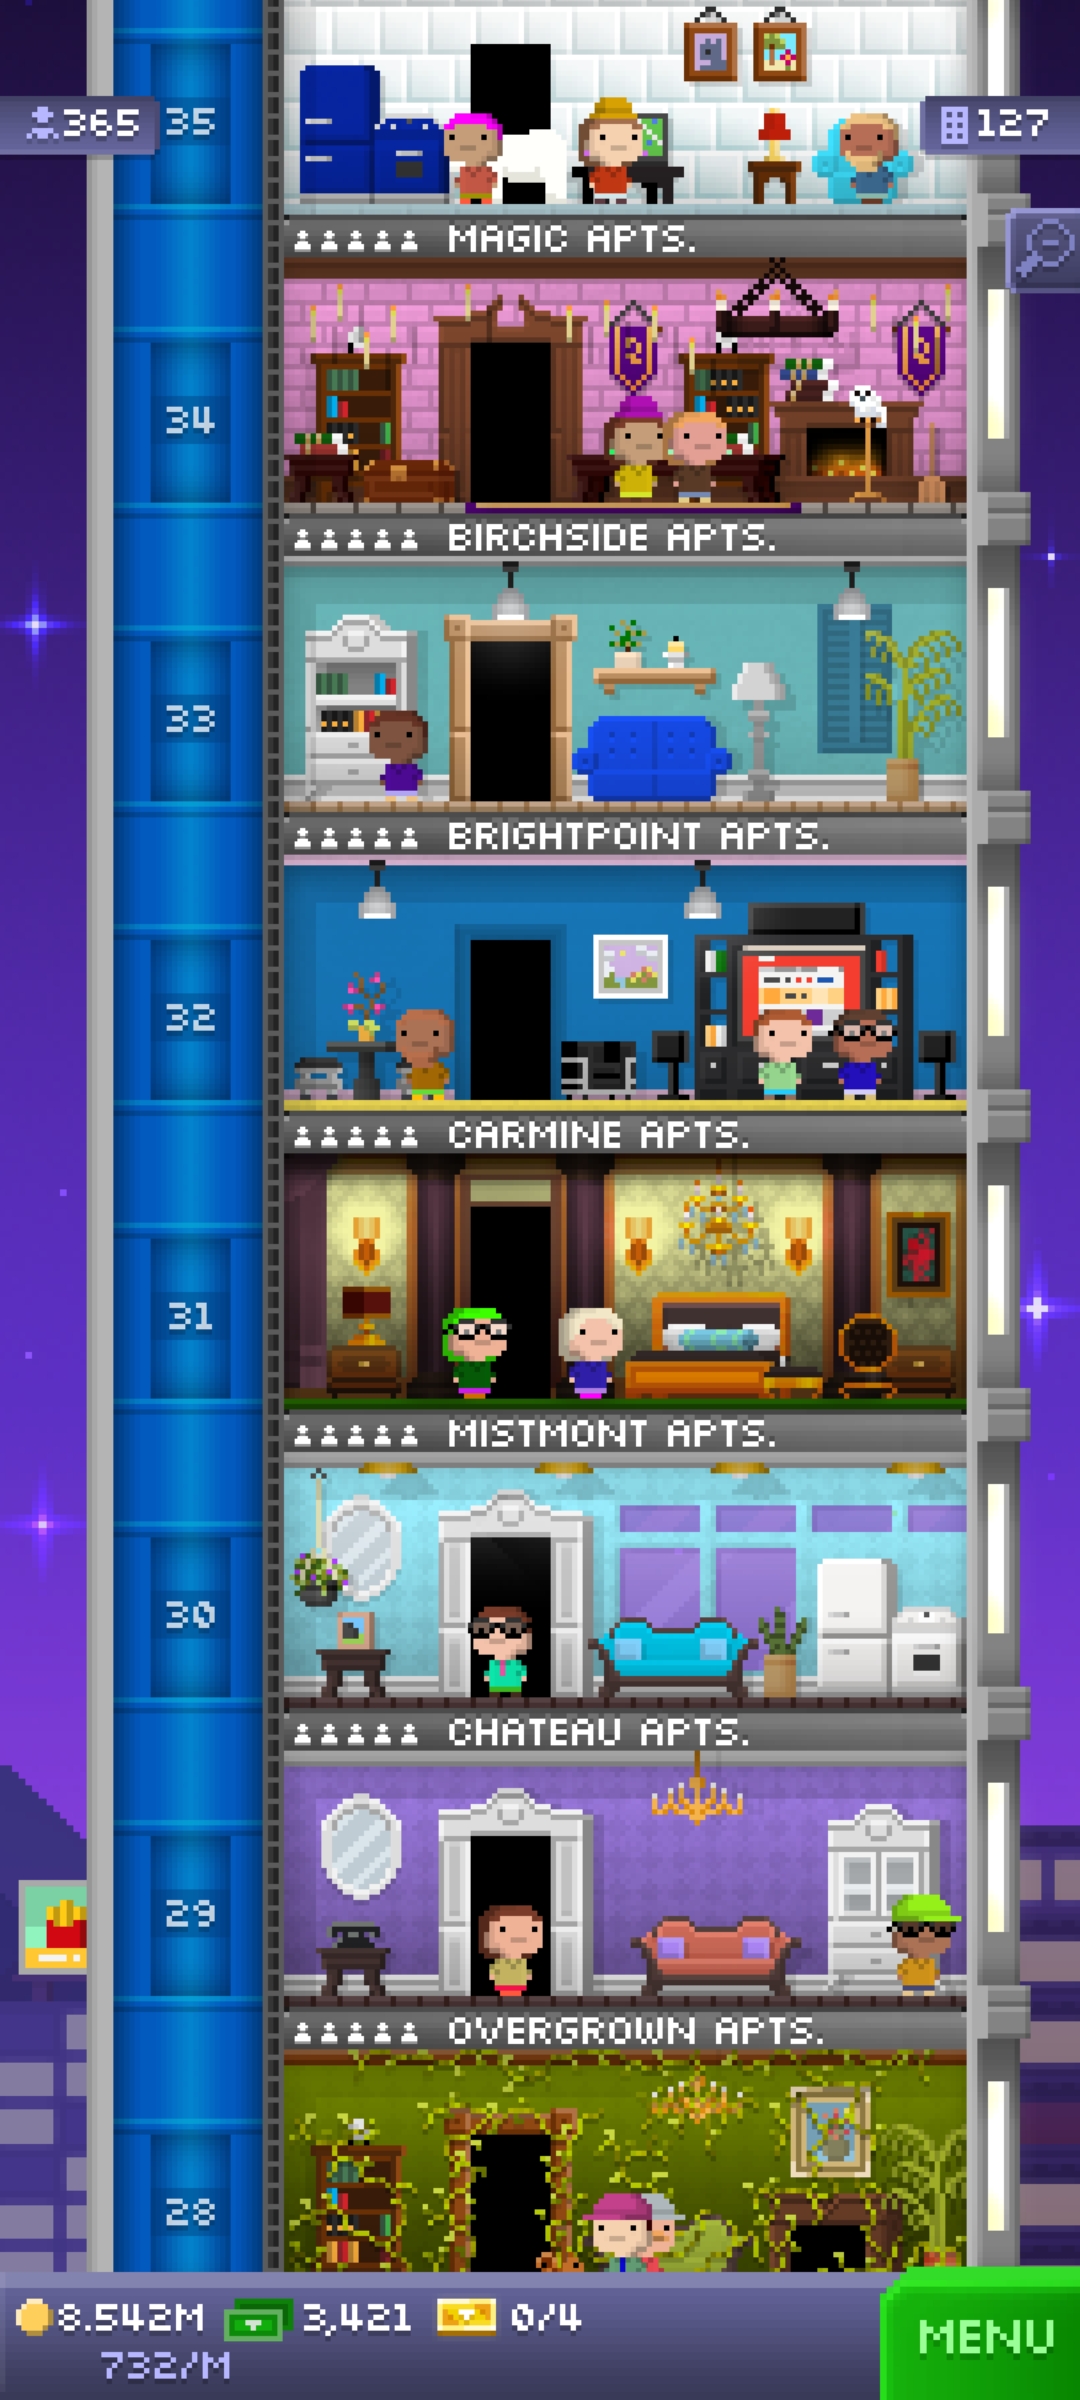 365
35
127
MAGIC APTS.
34
BIRCHSIDE APTS.
33
BRIGHTPOINT APTS.
32
CARMINE APTS.
31
MISTMONT APTS.
30
CHATEAU APTS.
29
OVERGROWN APTS.
28
8.542M 3,421 0/4
732/M
MENU